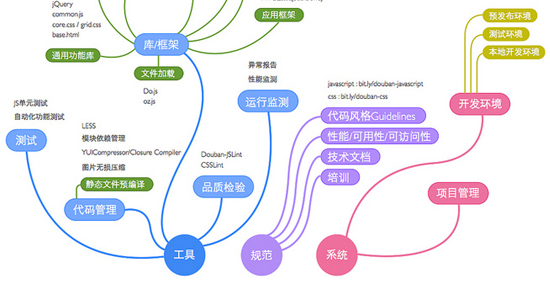 jQuery
common.js
core.css / grid.css
base.html
通用功能库
库/框架
应用框架
文件加载
Do.js
oz.js
预发布环境
测试环境
本地开发环境
开发环境
异常报告
性能监测
运行监测
javascript : bit.ly/douban-javascript
css : bit.ly/douban-css
代码风格Guidelines
性能/可用性/可访问性
技术文档
培训
JS单元测试
自动化功能测试
测试
LESS
模块依赖管理
YUICompressor/Closure Compiler
图片无损压缩
静态文件预编译
代码管理
Douban-JSLint
CSSLint
品质检验
项目管理
工具
规范
系统